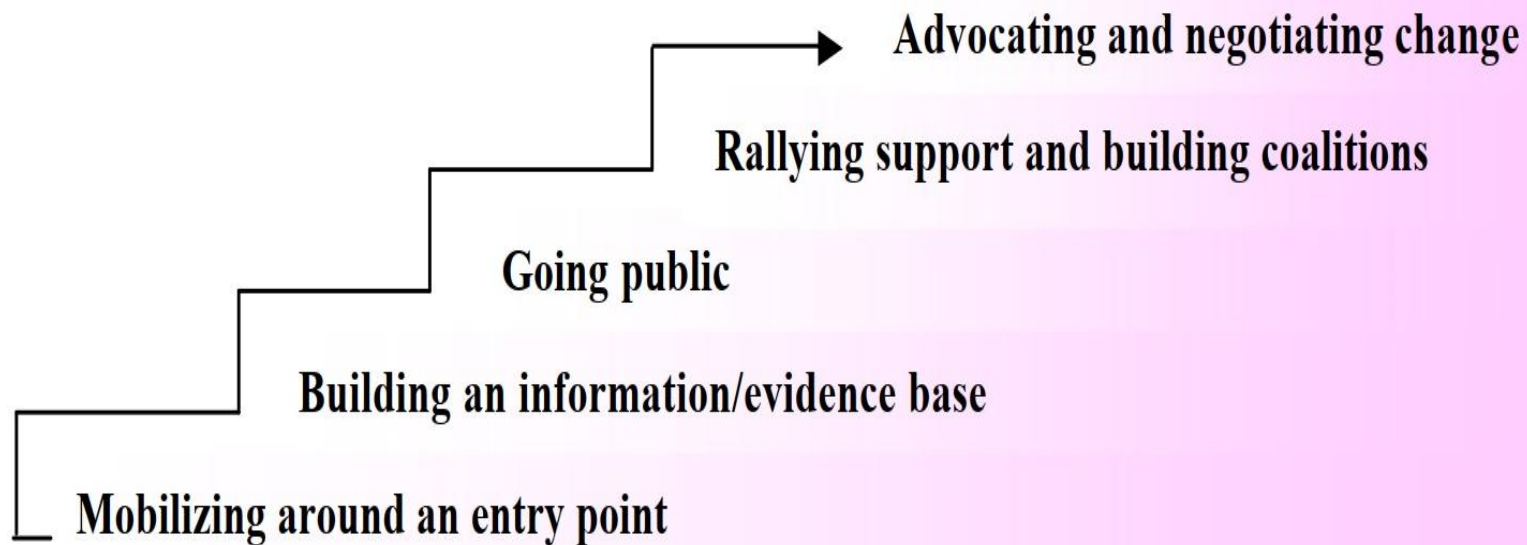 Advocating and negotiating change
Rallying support and building coalitions
Going public
Building an information/evidence base
Mobilizing around an entry point